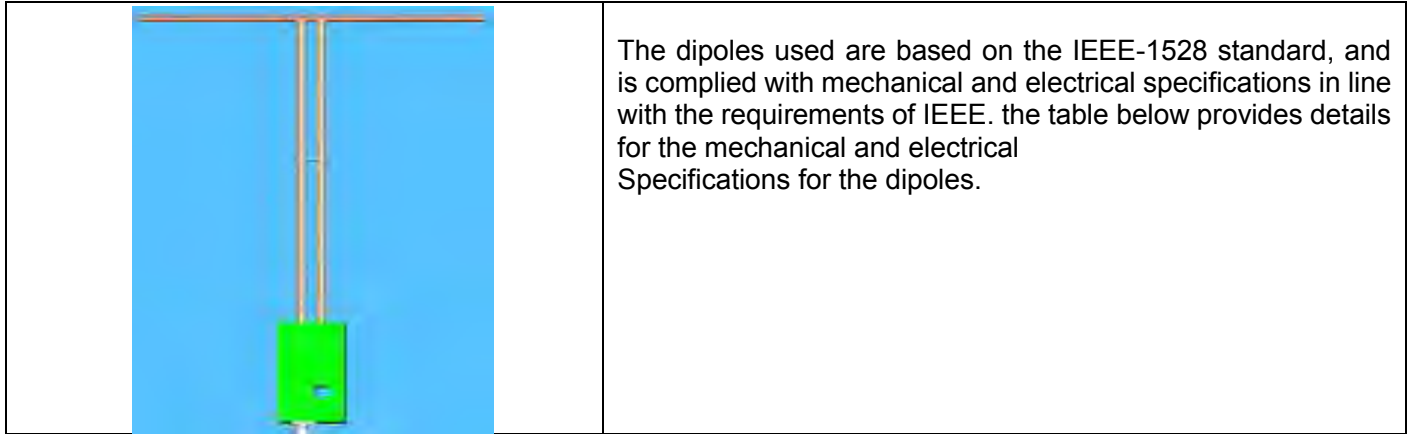 The dipoles used are based on the IEEE-1528 standard, and
is complied with mechanical and electrical specifications in line
with the requirements of IEEE. the table below provides details
for the mechanical and electrical
Specifications for the dipoles.